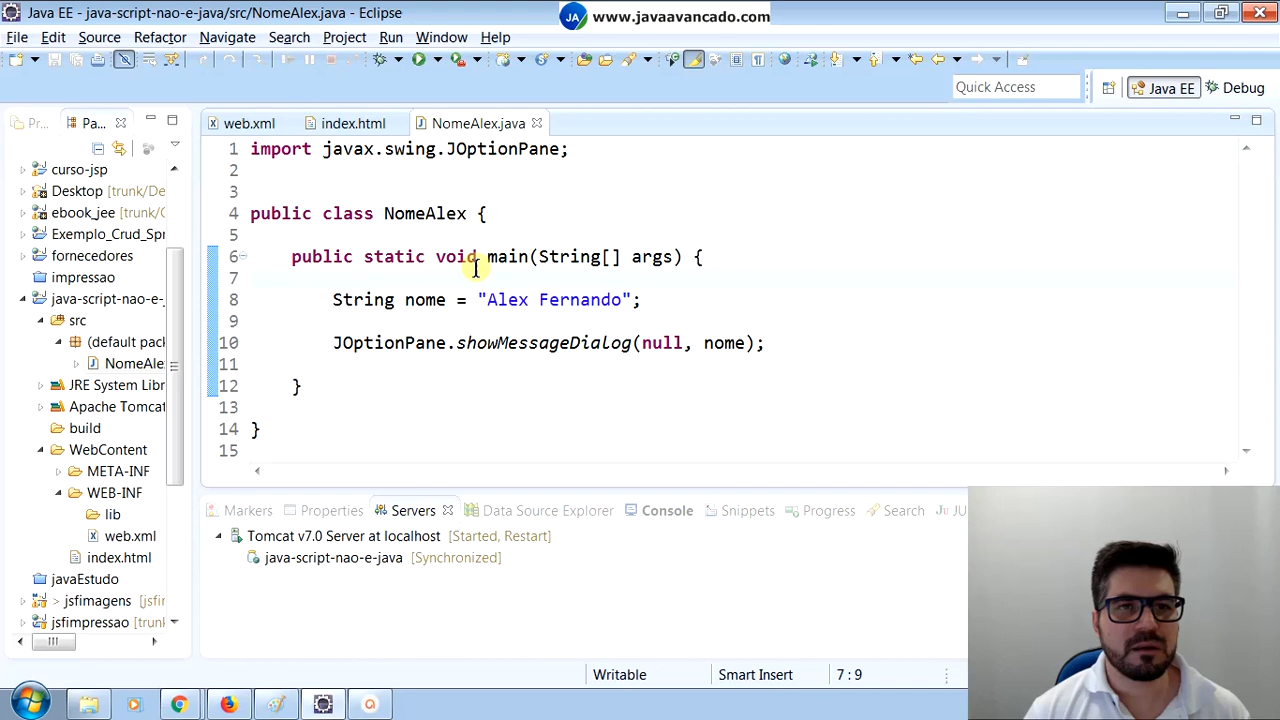 Java EE - java-script-nao-e-java/src/NomeAlex.java - Eclipse
JA www.javaavancado.com
File Edit Source Refactor Navigate Search Project Run Window Help
Quick Access
Java EE
Debug
Pr...
Pa...
web.xml
index.html
NomeAlex.java
curso-jsp
Desktop [trunk/De
ebook_jee [trunk/C
Exemplo_Crud_Spr
fornecedores
impressao
java-script-nao-e-
src
(default pack
NomeAle
JRE System Libr
Apache Tomcat
build
WebContent
META-INF
WEB-INF
lib
web.xml
index.html
javaEstudo
> jsfimagens [jsfi
jsfimpressao [trunk
1 import javax.swing.JOptionPane;
2
3
4 public class NomeAlex {
5
6 public static void main(String[] args) {
7
8 String nome = "Alex Fernando";
9
10 JOptionPane.showMessageDialog(null, nome);
11
12 }
13
14 }
15
Markers Properties Servers Data Source Explorer Console Snippets Progress Search Ju JU
Tomcat v7.0 Server at localhost [Started, Restart]
java-script-nao-e-java [Synchronized]
Writable Smart Insert 7 : 9